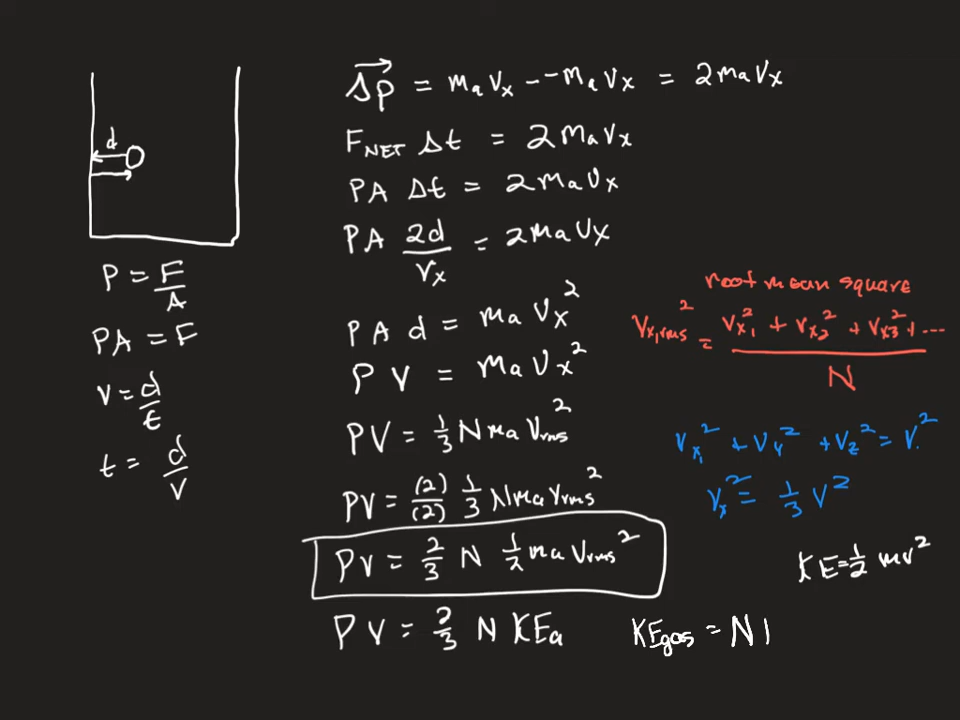 d
P = F/A
PA = F
v = d/t
t = d/v
Δp = maVx - -maVx = 2maVx
FNET Δt = 2maVx
PA Δt = 2maVx
PA 2d/Vx = 2maVx
PA d = maVx²
PV = maVx²
PV = 1/3 N ma Vrms²
PV = (2)/(2) 1/3 N ma Vrms²
PV = 2/3 N 1/2 ma Vrms²
PV = 2/3 N KEa
root mean square
Vx,rms² = Vx1² + Vx2² + Vx3² + .../N
Vx² + Vy² + Vz² = V²
Vx² = 1/3 V²
KE = 1/2 mv²
KEgas = N